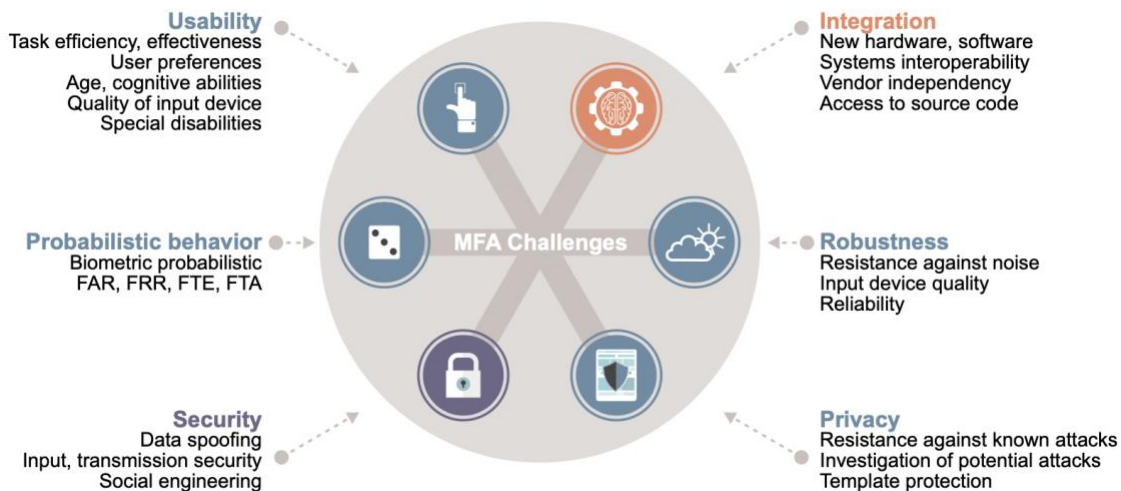 Usability
Task efficiency, effectiveness
User preferences
Age, cognitive abilities
Quality of input device
Special disabilities
Integration
New hardware, software
Systems interoperability
Vendor independency
Access to source code
Probabilistic behavior
Biometric probabilistic
FAR, FRR, FTE, FTA
MFA Challenges
Robustness
Resistance against noise
Input device quality
Reliability
Security
Data spoofing
Input, transmission security
Social engineering
Privacy
Resistance against known attacks
Investigation of potential attacks
Template protection